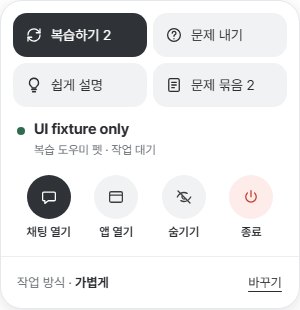 복습하기 2
문제 내기
쉽게 설명
문제 묶음 2
UI fixture only
복습 도우미 펫 · 작업 대기
채팅 열기
앱 열기
숨기기
종료
작업 방식 · 가볍게
바꾸기